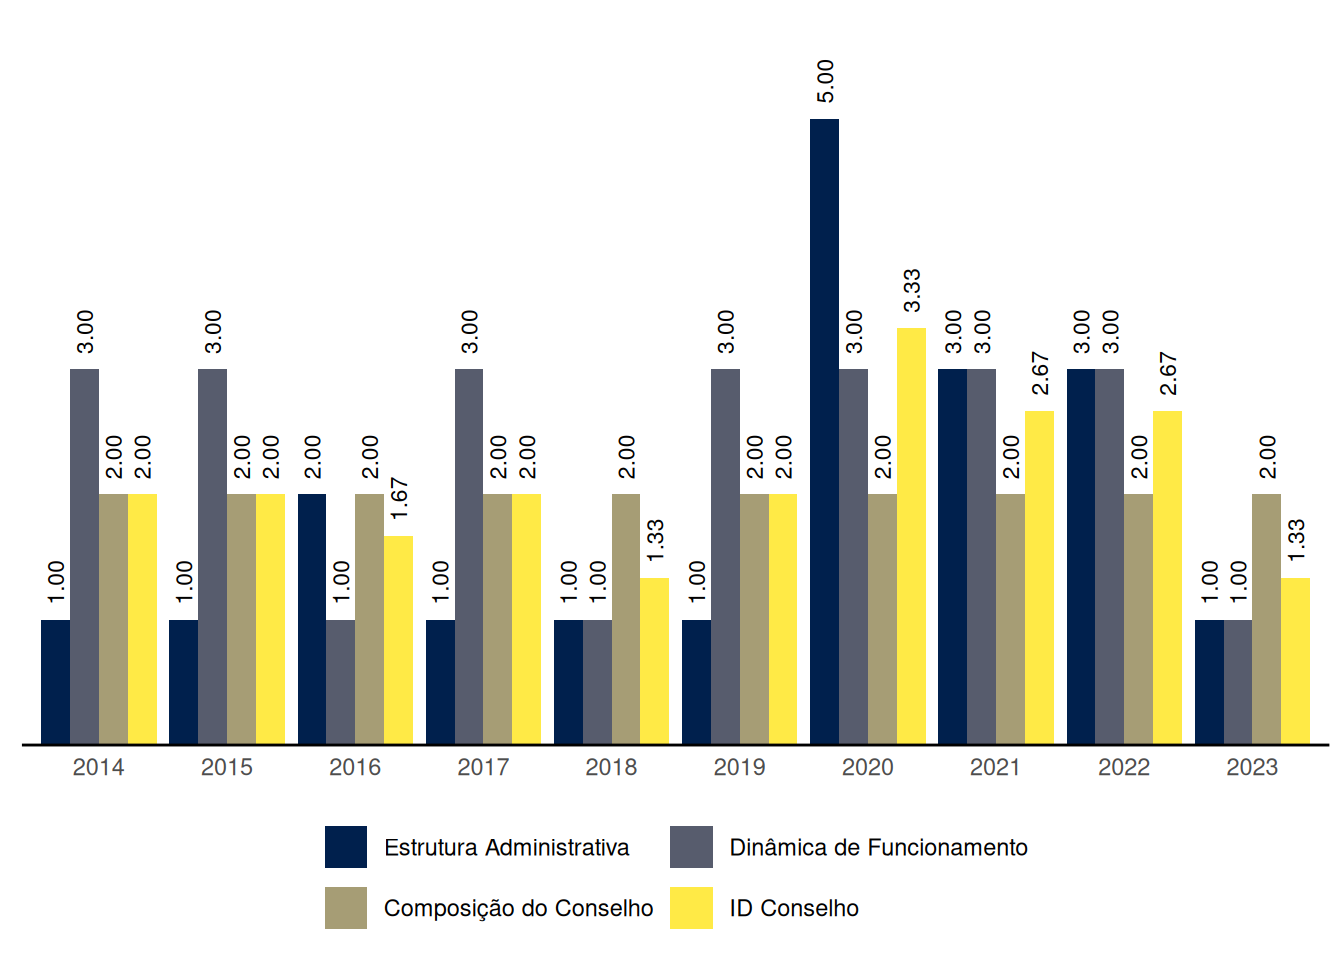 5.00
3.33
3.00 3.00 3.00 3.00 3.00 3.00 3.00 3.00 3.00
2.67 2.67
2.00 2.00 2.00 2.00 2.00 2.00 2.00 2.00 2.00 2.00 2.00 2.00 2.00 2.00 2.00
1.67
1.33 1.33
1.00 1.00 1.00 1.00 1.00 1.00 1.00 1.00 1.00
2014 2015 2016 2017 2018 2019 2020 2021 2022 2023
Estrutura Administrativa Dinâmica de Funcionamento
Composição do Conselho ID Conselho